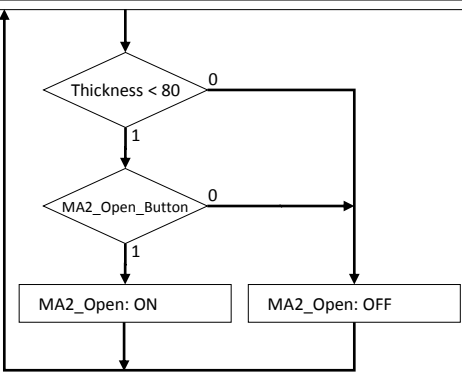 Thickness < 80
0
1
MA2_Open_Button
0
1
MA2_Open: ON
MA2_Open: OFF